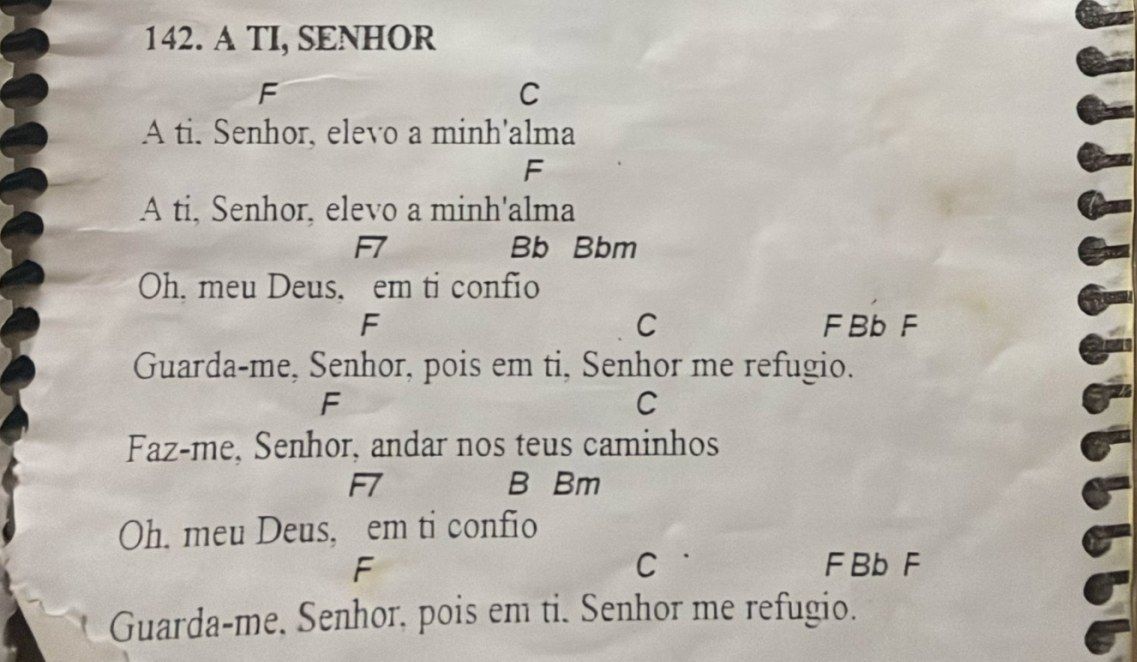 142. A TI, SENHOR
F C
A ti. Senhor, elevo a minh'alma
F
A ti, Senhor, elevo a minh'alma
F7 Bb Bbm
Oh. meu Deus, em ti confio
F C F Bb F
Guarda-me, Senhor, pois em ti, Senhor me refugio.
F C
Faz-me, Senhor, andar nos teus caminhos
F7 B Bm
Oh. meu Deus, em ti confio
F C F Bb F
Guarda-me, Senhor, pois em ti. Senhor me refugio.